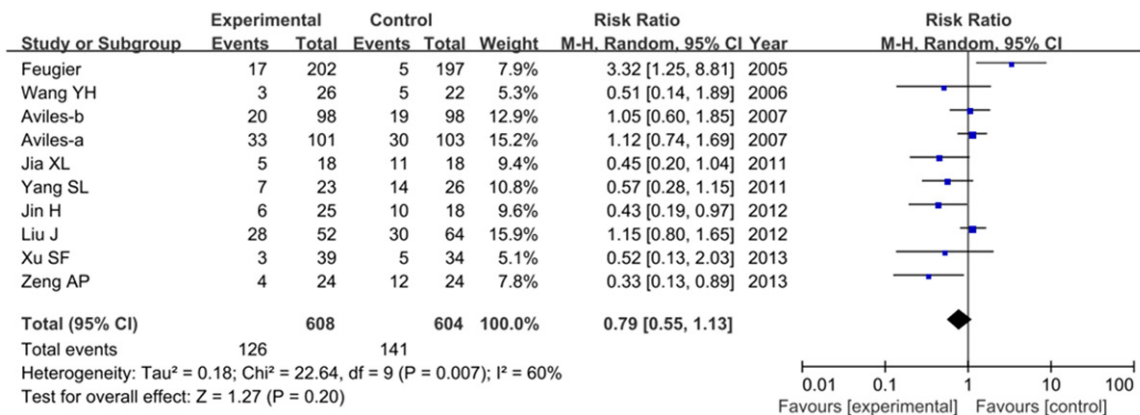 Experimental Control Risk Ratio Risk Ratio
Study or Subgroup Events Total Events Total Weight M-H, Random, 95% CI Year M-H, Random, 95% CI
Feugier 17 202 5 197 7.9% 3.32 [1.25, 8.81] 2005
Wang YH 3 26 5 22 5.3% 0.51 [0.14, 1.89] 2006
Aviles-b 20 98 19 98 12.9% 1.05 [0.60, 1.85] 2007
Aviles-a 33 101 30 103 15.2% 1.12 [0.74, 1.69] 2007
Jia XL 5 18 11 18 9.4% 0.45 [0.20, 1.04] 2011
Yang SL 7 23 14 26 10.8% 0.57 [0.28, 1.15] 2011
Jin H 6 25 10 18 9.6% 0.43 [0.19, 0.97] 2012
Liu J 28 52 30 64 15.9% 1.15 [0.80, 1.65] 2012
Xu SF 3 39 5 34 5.1% 0.52 [0.13, 2.03] 2013
Zeng AP 4 24 12 24 7.8% 0.33 [0.13, 0.89] 2013
Total (95% CI) 608 604 100.0% 0.79 [0.55, 1.13]
Total events 126 141
Heterogeneity: Tau² = 0.18; Chi² = 22.64, df = 9 (P = 0.007); I² = 60%
Test for overall effect: Z = 1.27 (P = 0.20)
0.01 0.1 1 10 100
Favours [experimental] Favours [control]